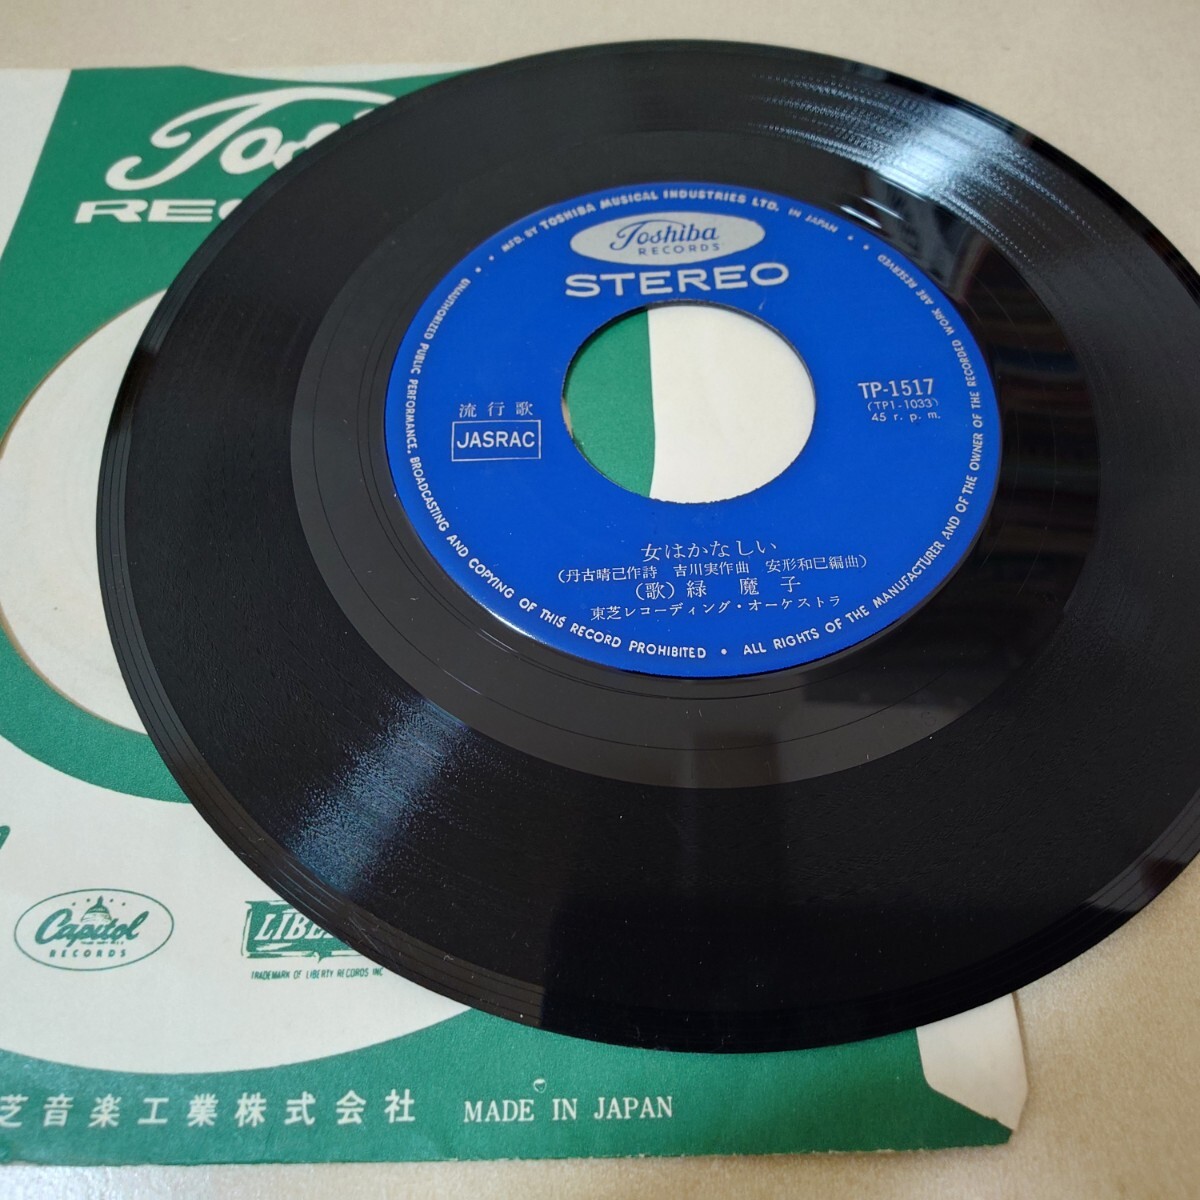 MFD. BY TOSHIBA MUSICAL INDUSTRIES LTD. IN JAPAN
Toshiba
RECORDS
STEREO
TP-1517
(TP1-1033)
45 r.p.m.
流行歌
JASRAC
女はかなしい
(丹古晴己作詩 吉川実作曲 安形和巳編曲)
(歌) 緑 魔子
東芝レコーディング・オーケストラ
UNAUTHORIZED PUBLIC PERFORMANCE, BROADCASTING AND COPYING OF THIS RECORD PROHIBITED • ALL RIGHTS OF THE MANUFACTURER AND OF THE OWNER OF THE RECORDED WORK ARE RESERVED
Capitol
RECORDS
TRADEMARK OF LIBERTY RECORDS INC
芝音楽工業株式会社 MADE IN JAPAN